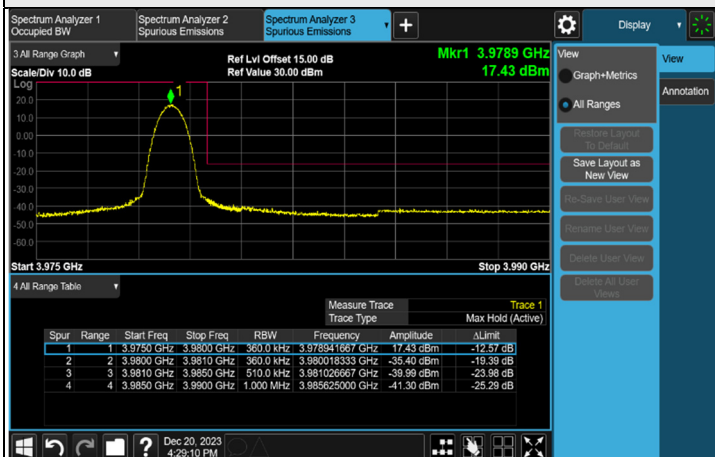 Spectrum Analyzer 1
Occupied BW
Spectrum Analyzer 2
Spurious Emissions
Spectrum Analyzer 3
Spurious Emissions
Display
3 All Range Graph
Scale/Div 10.0 dB
Ref Lvl Offset 15.00 dB
Ref Value 30.00 dBm
Mkr1 3.9789 GHz
17.43 dBm
Log
1
20.0
10.0
0.00
-10.0
-20.0
-30.0
-40.0
-50.0
-60.0
Start 3.975 GHz
Stop 3.990 GHz
View
Graph+Metrics
All Ranges
Restore Layout
To Default
Save Layout as
New View
Re-Save User View
Rename User View
Delete User View
Delete All User
Views
View
Annotation
4 All Range Table
Measure Trace Trace 1
Trace Type Max Hold (Active)
Spur Range Start Freq Stop Freq RBW Frequency Amplitude ΔLimit
1 1 3.9750 GHz 3.9800 GHz 360.0 kHz 3.978941667 GHz 17.43 dBm -12.57 dB
2 2 3.9800 GHz 3.9810 GHz 360.0 kHz 3.980018333 GHz -35.40 dBm -19.39 dB
3 3 3.9810 GHz 3.9850 GHz 510.0 kHz 3.981026667 GHz -39.99 dBm -23.98 dB
4 4 3.9850 GHz 3.9900 GHz 1.000 MHz 3.985625000 GHz -41.30 dBm -25.29 dB
Dec 20, 2023
4:29:10 PM